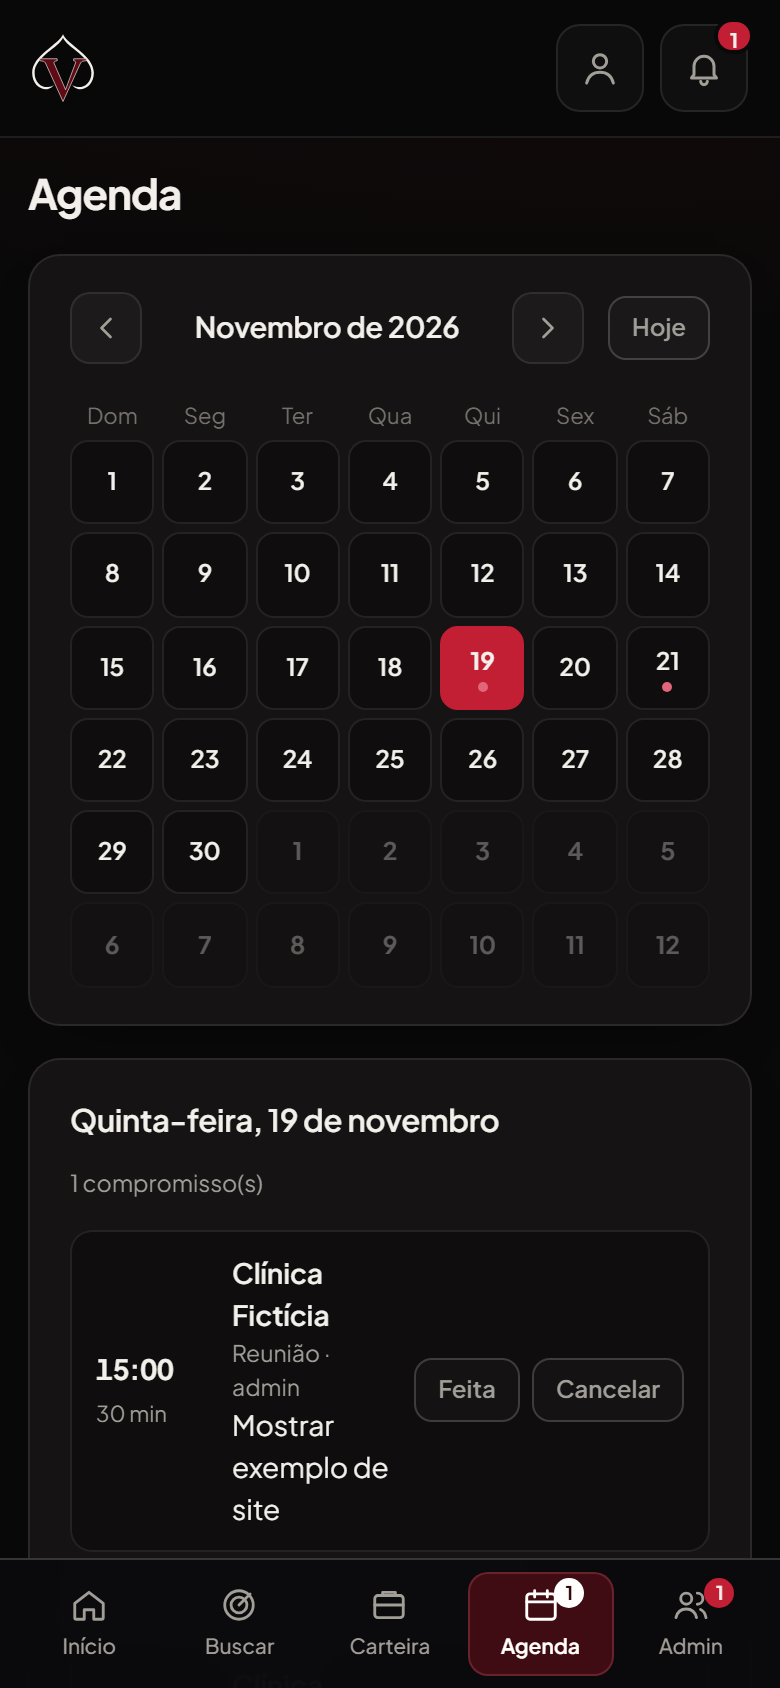 V
1
Agenda
Novembro de 2026
Hoje
Dom Seg Ter Qua Qui Sex Sáb
1 2 3 4 5 6 7
8 9 10 11 12 13 14
15 16 17 18 19 20 21
22 23 24 25 26 27 28
29 30 1 2 3 4 5
6 7 8 9 10 11 12
Quinta-feira, 19 de novembro
1 compromisso(s)
15:00
30 min
Clínica
Fictícia
Reunião ·
admin
Mostrar
exemplo de
site
Feita
Cancelar
1
1
Início
Buscar
Carteira
Agenda
Admin
Clínica